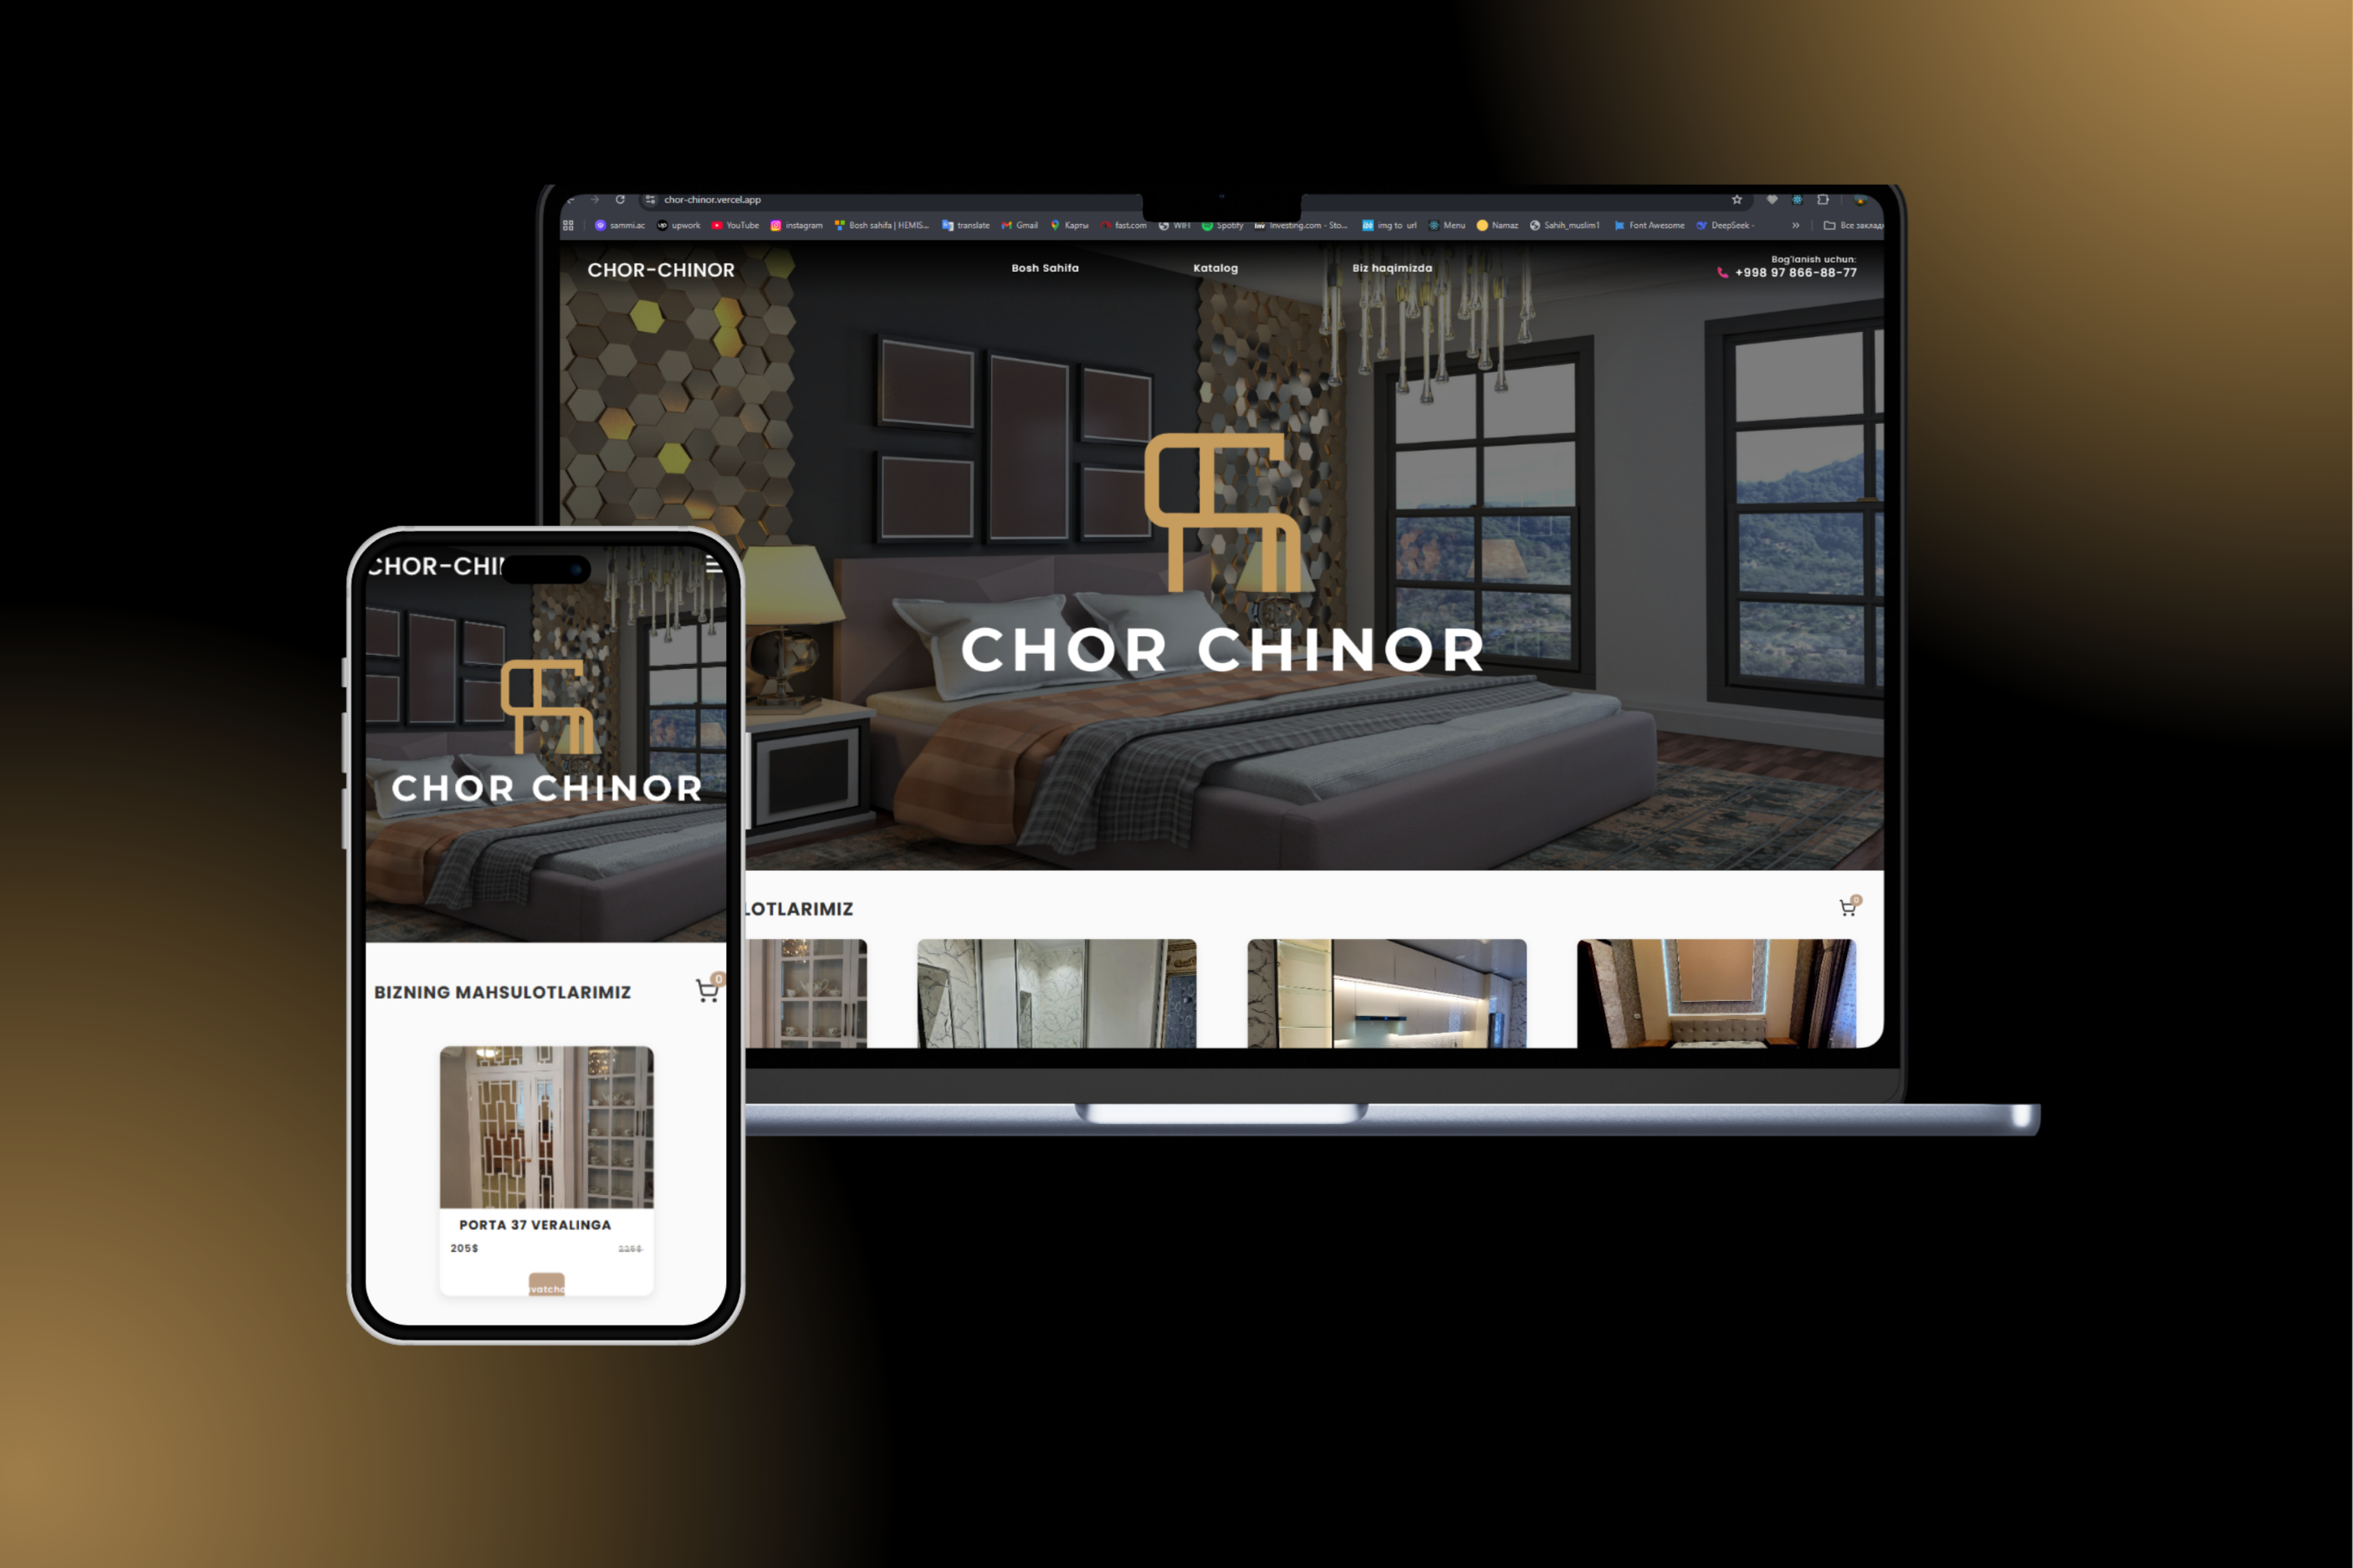 chor-chinor.vercel.app
sammi.ac upwork YouTube instagram Bosh sahifa | HEMIS... translate Gmail Карты fast.com WIFI Spotify Investing.com - Sto... img to url Menu Namaz Sahih_muslim1 Font Awesome DeepSeek - Все заклад
CHOR-CHINOR Bosh Sahifa Katalog Biz haqimizda
Bog'lanish uchun:
+998 97 866-88-77
CHOR CHINOR
LOTLARIMIZ 0
CHOR-CHI
CHOR CHINOR
BIZNING MAHSULOTLARIMIZ 0
PORTA 37 VERALINGA
205$ 225$
vatcha